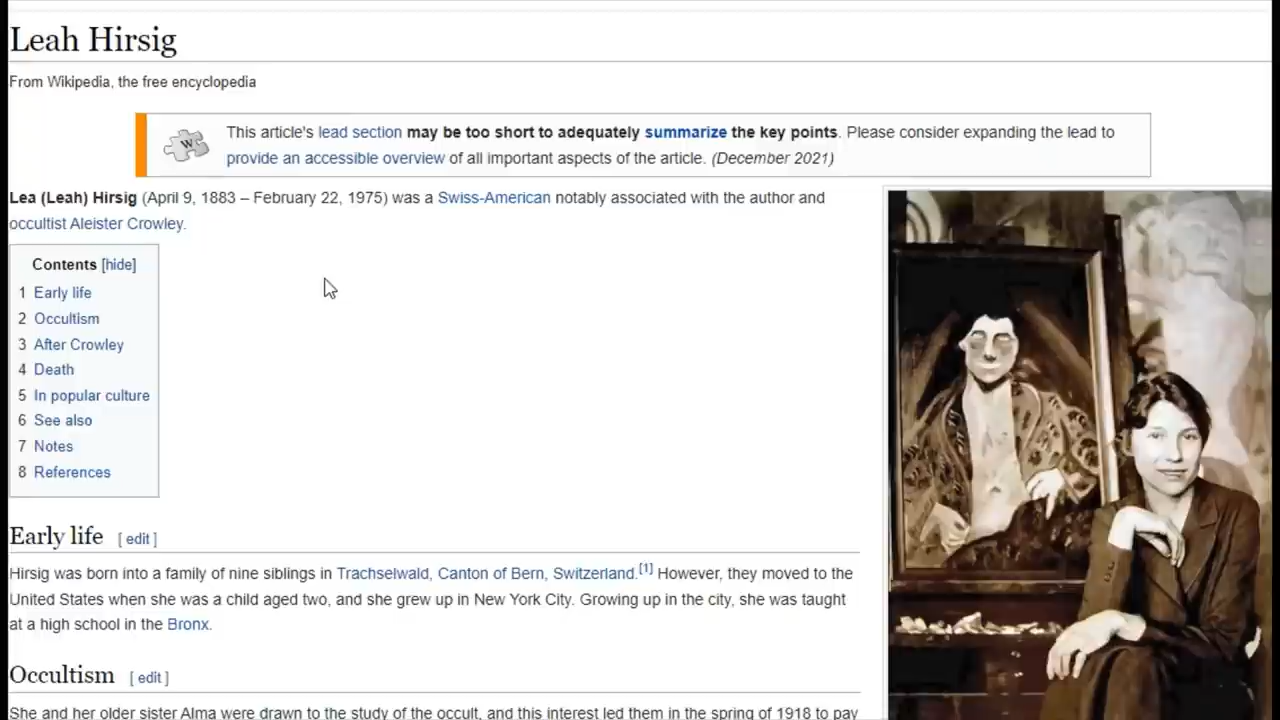 Leah Hirsig
From Wikipedia, the free encyclopedia
W
This article's lead section may be too short to adequately summarize the key points. Please consider expanding the lead to
provide an accessible overview of all important aspects of the article. (December 2021)
Lea (Leah) Hirsig (April 9, 1883 – February 22, 1975) was a Swiss-American notably associated with the author and
occultist Aleister Crowley.
Contents [hide]
1 Early life
2 Occultism
3 After Crowley
4 Death
5 In popular culture
6 See also
7 Notes
8 References
Early life [ edit ]
Hirsig was born into a family of nine siblings in Trachselwald, Canton of Bern, Switzerland.[1] However, they moved to the
United States when she was a child aged two, and she grew up in New York City. Growing up in the city, she was taught
at a high school in the Bronx.
Occultism [ edit ]
She and her older sister Alma were drawn to the study of the occult, and this interest led them in the spring of 1918 to pay